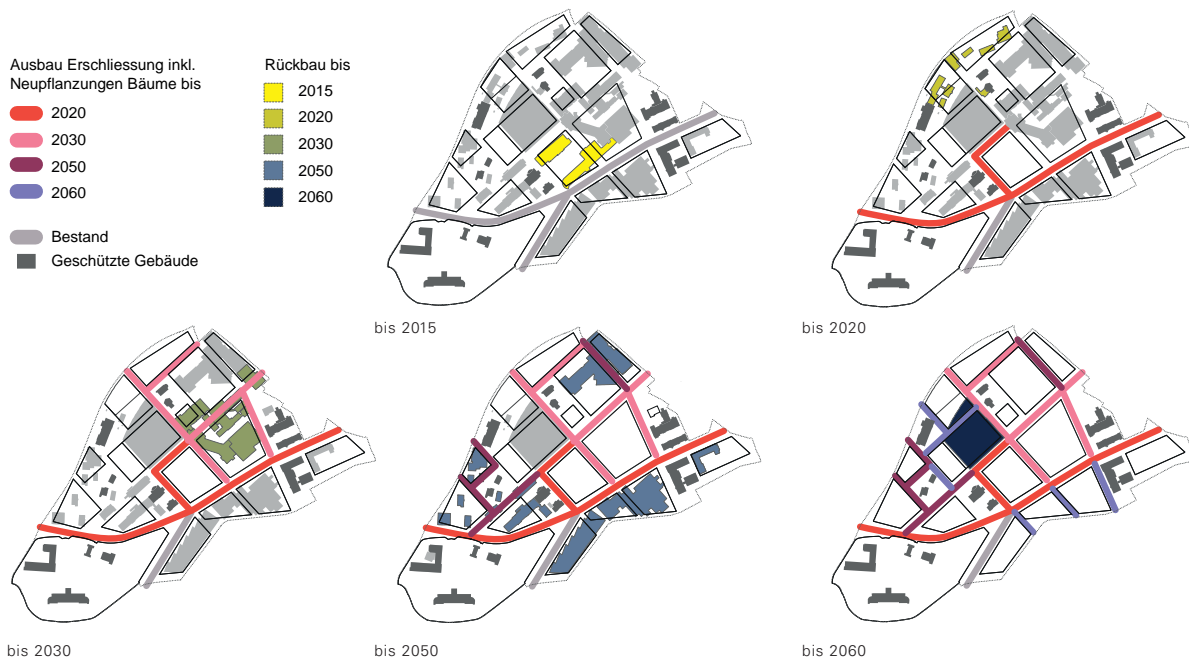 Ausbau Erschliessung inkl.
Neupflanzungen Bäume bis
2020
2030
2050
2060
Bestand
Geschützte Gebäude
Rückbau bis
2015
2020
2030
2050
2060
bis 2015
bis 2020
bis 2030
bis 2050
bis 2060